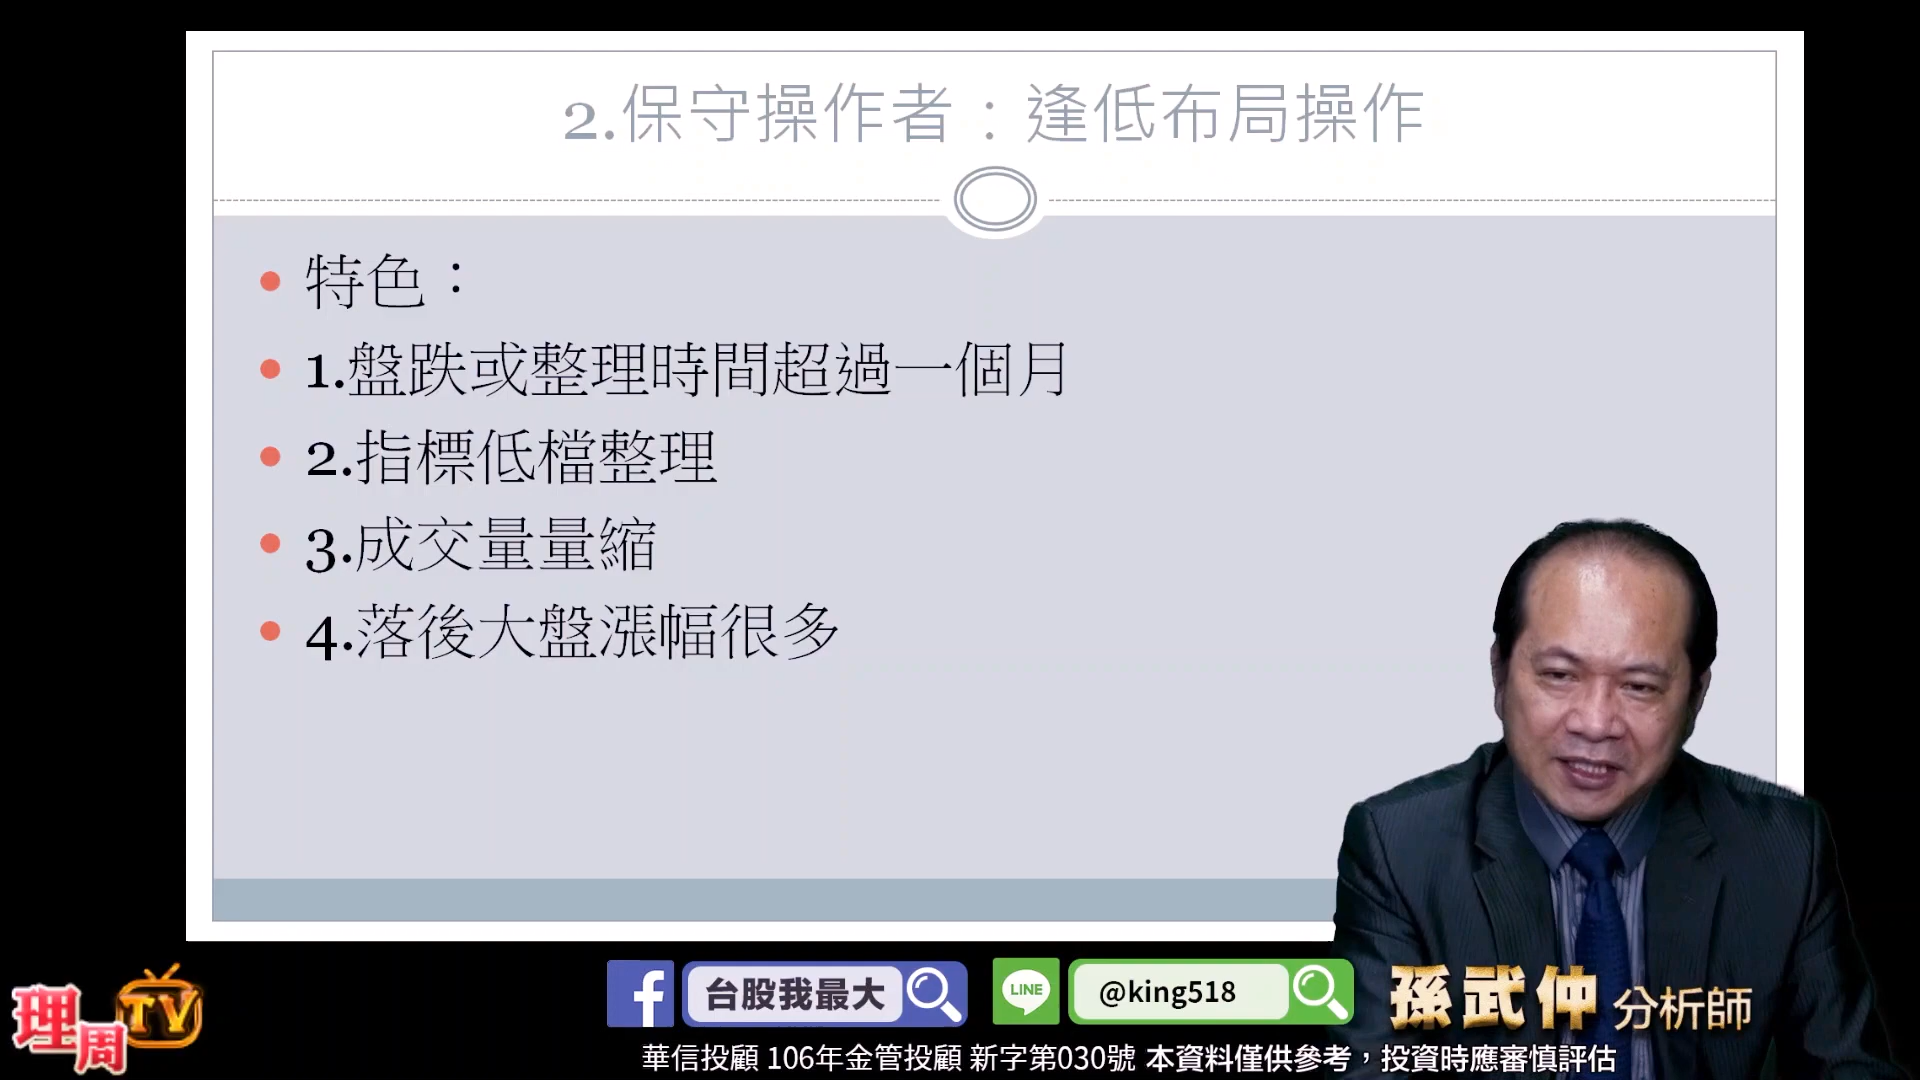 2.保守操作者：逢低布局操作
特色：
1.盤跌或整理時間超過一個月
2.指標低檔整理
3.成交量量縮
4.落後大盤漲幅很多
理周TV
台股我最大
LINE
@king518
孫武仲 分析師
華信投顧 106年金管投顧 新字第030號 本資料僅供參考，投資時應審慎評估